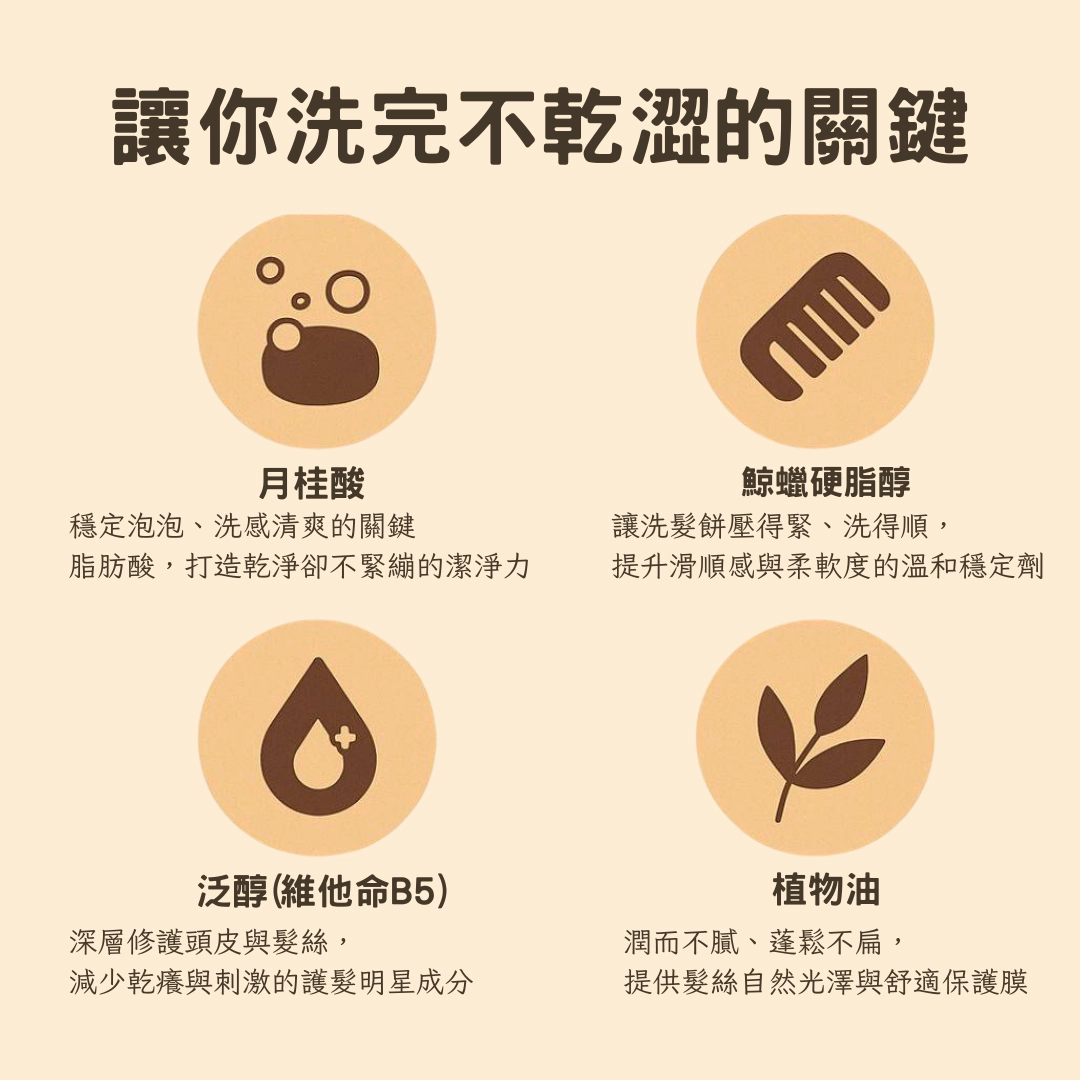 讓你洗完不乾澀的關鍵
月桂酸
穩定泡泡、洗感清爽的關鍵
脂肪酸，打造乾淨卻不緊繃的潔淨力
鯨蠟硬脂醇
讓洗髮餅壓得緊、洗得順，
提升滑順感與柔軟度的溫和穩定劑
泛醇(維他命B5)
深層修護頭皮與髮絲，
減少乾癢與刺激的護髮明星成分
植物油
潤而不膩、蓬鬆不扁，
提供髮絲自然光澤與舒適保護膜